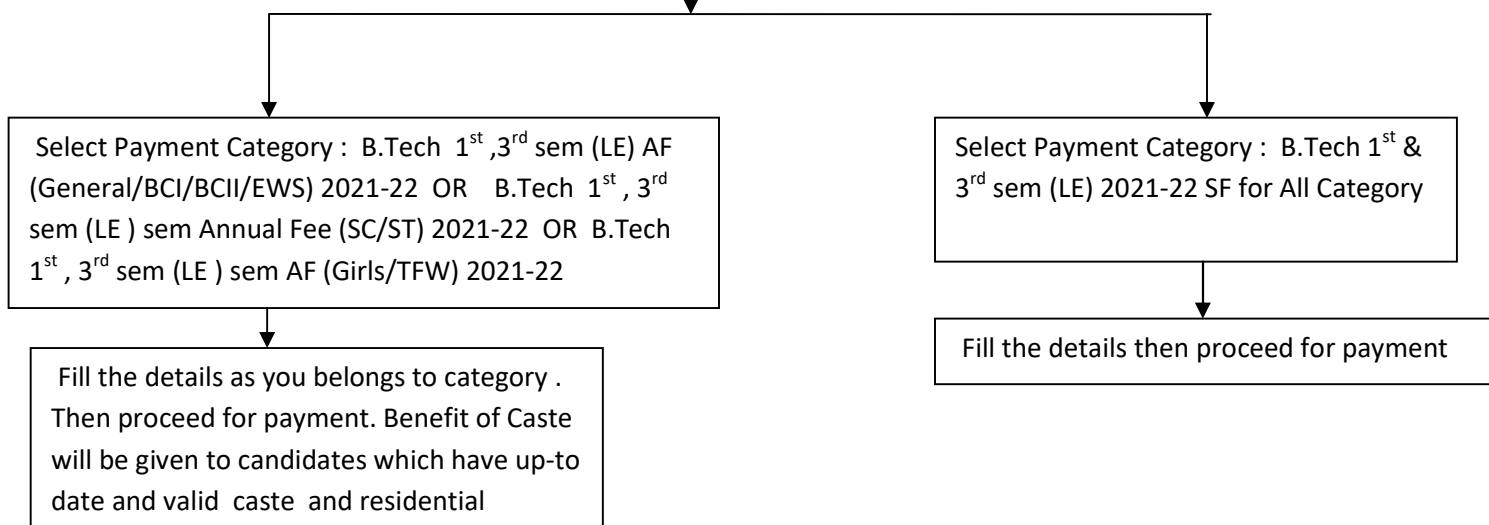 Select Payment Category : B.Tech 1st ,3rd sem (LE) AF
(General/BCI/BCII/EWS) 2021-22 OR B.Tech 1st , 3rd
sem (LE ) sem Annual Fee (SC/ST) 2021-22 OR B.Tech
1st , 3rd sem (LE ) sem AF (Girls/TFW) 2021-22
Select Payment Category : B.Tech 1st &
3rd sem (LE) 2021-22 SF for All Category
Fill the details as you belongs to category .
Then proceed for payment. Benefit of Caste
will be given to candidates which have up-to
date and valid caste and residential
Fill the details then proceed for payment